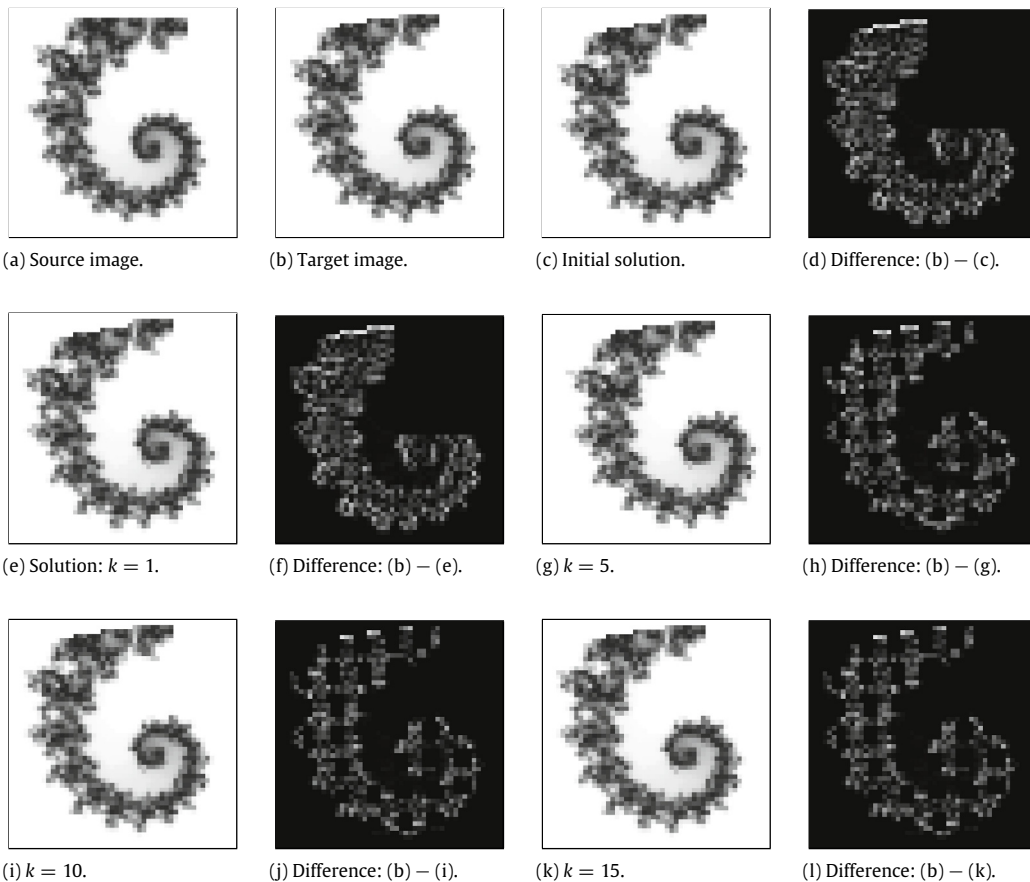 (a) Source image.
(b) Target image.
(c) Initial solution.
(d) Difference: (b) − (c).
(e) Solution: k = 1.
(f) Difference: (b) − (e).
(g) k = 5.
(h) Difference: (b) − (g).
(i) k = 10.
(j) Difference: (b) − (i).
(k) k = 15.
(l) Difference: (b) − (k).